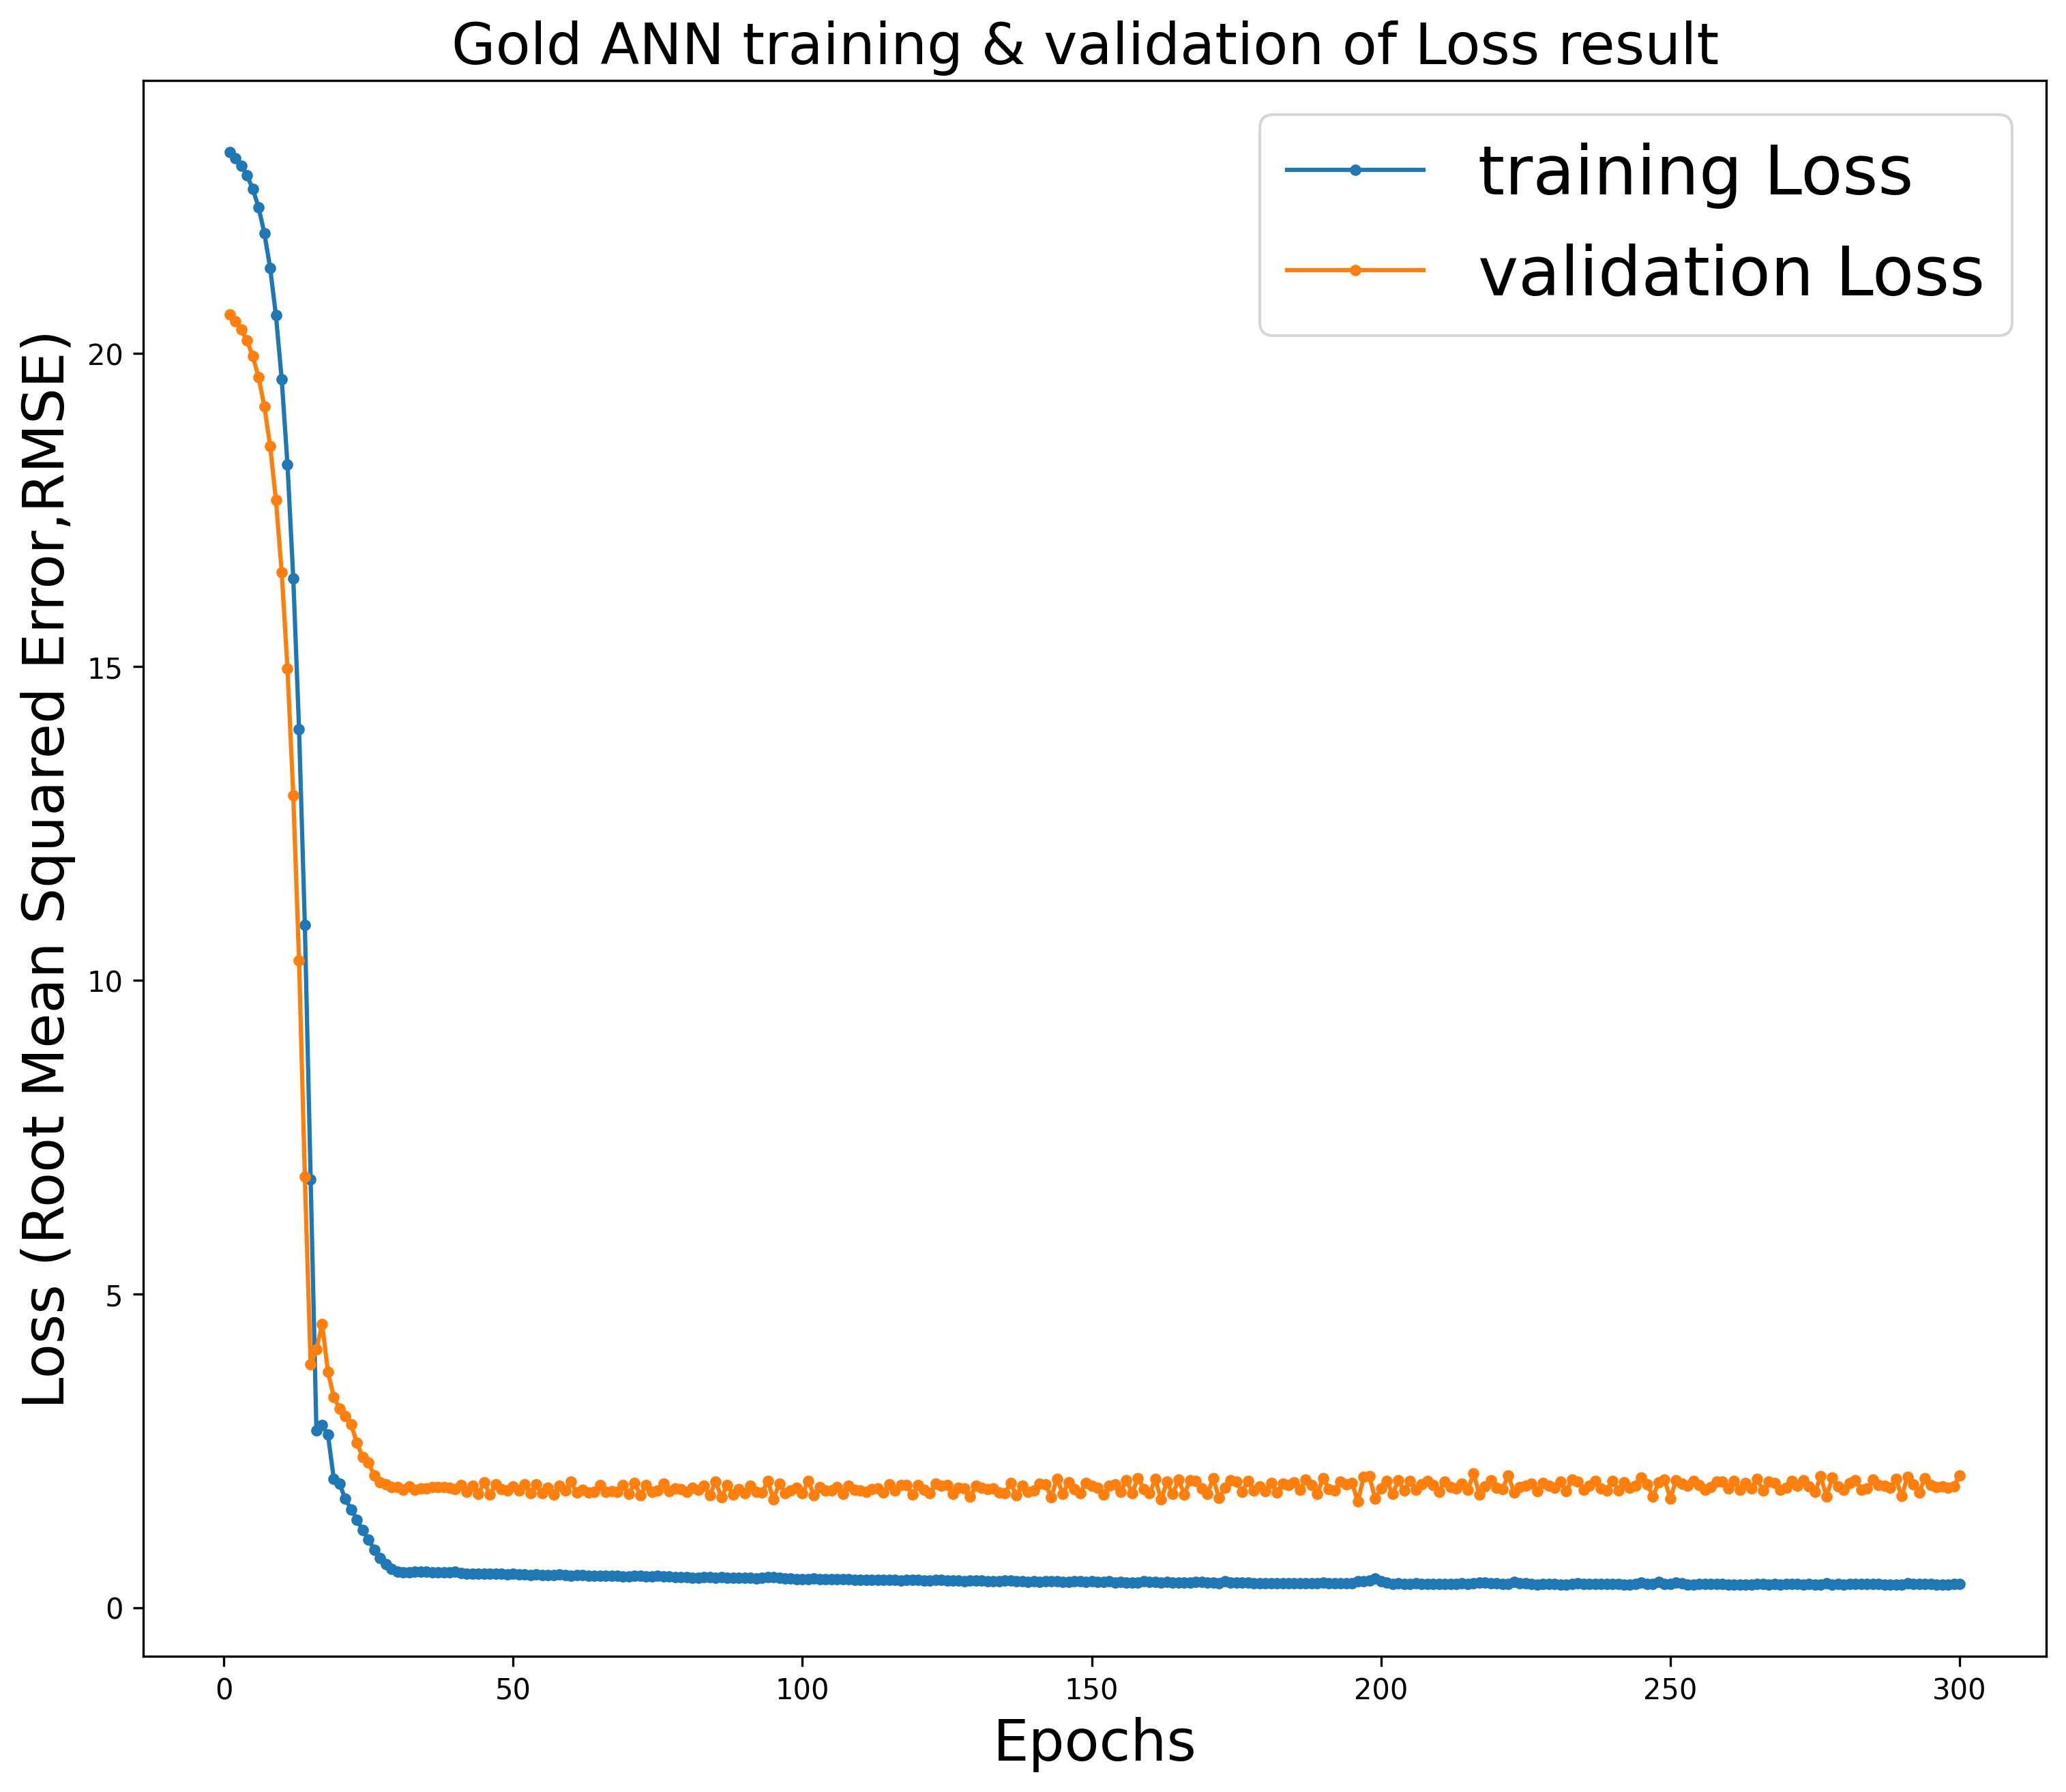 Gold ANN training & validation of Loss result
training Loss
validation Loss
Loss (Root Mean Squared Error,RMSE)
20
15
10
5
0
0 50 100 150 200 250 300
Epochs